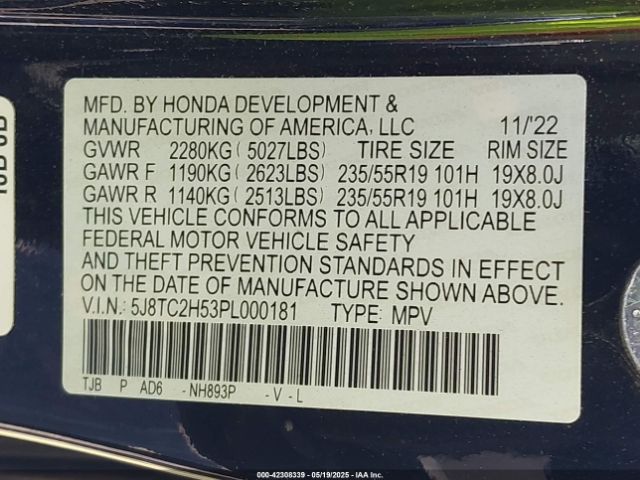 MFD. BY HONDA DEVELOPMENT &
MANUFACTURING OF AMERICA, LLC 11/'22
GVWR 2280KG ( 5027LBS) TIRE SIZE RIM SIZE
GAWR F 1190KG ( 2623LBS) 235/55R19 101H 19X8.0J
GAWR R 1140KG ( 2513LBS) 235/55R19 101H 19X8.0J
THIS VEHICLE CONFORMS TO ALL APPLICABLE
FEDERAL MOTOR VEHICLE SAFETY
AND THEFT PREVENTION STANDARDS IN EFFECT
ON THE DATE OF MANUFACTURE SHOWN ABOVE.
V.I.N.: 5J8TC2H53PL000181 TYPE: MPV
TJB P AD6 -NH893P -V-L
000-42308339 - 05/19/2025 - IAA Inc.